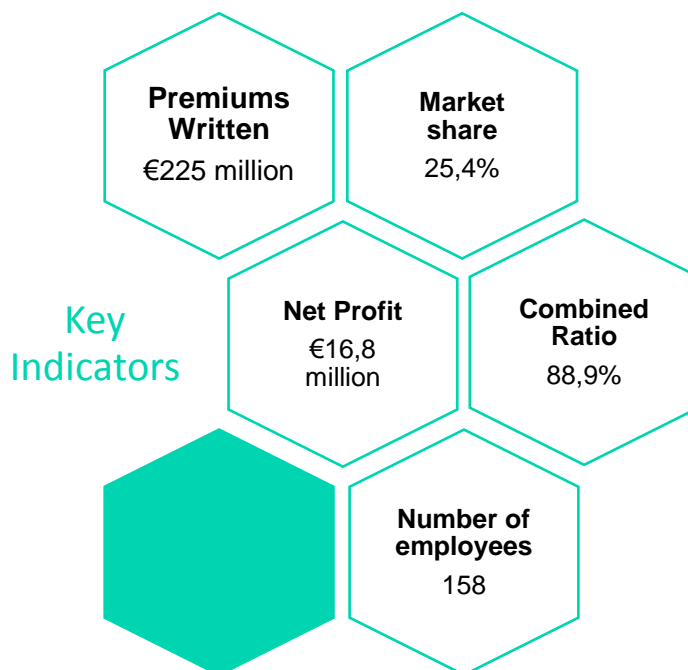 Premiums
Written
€225 million
Market
share
25,4%
Key
Indicators
Net Profit
€16,8
million
Combined
Ratio
88,9%
Number of
employees
158